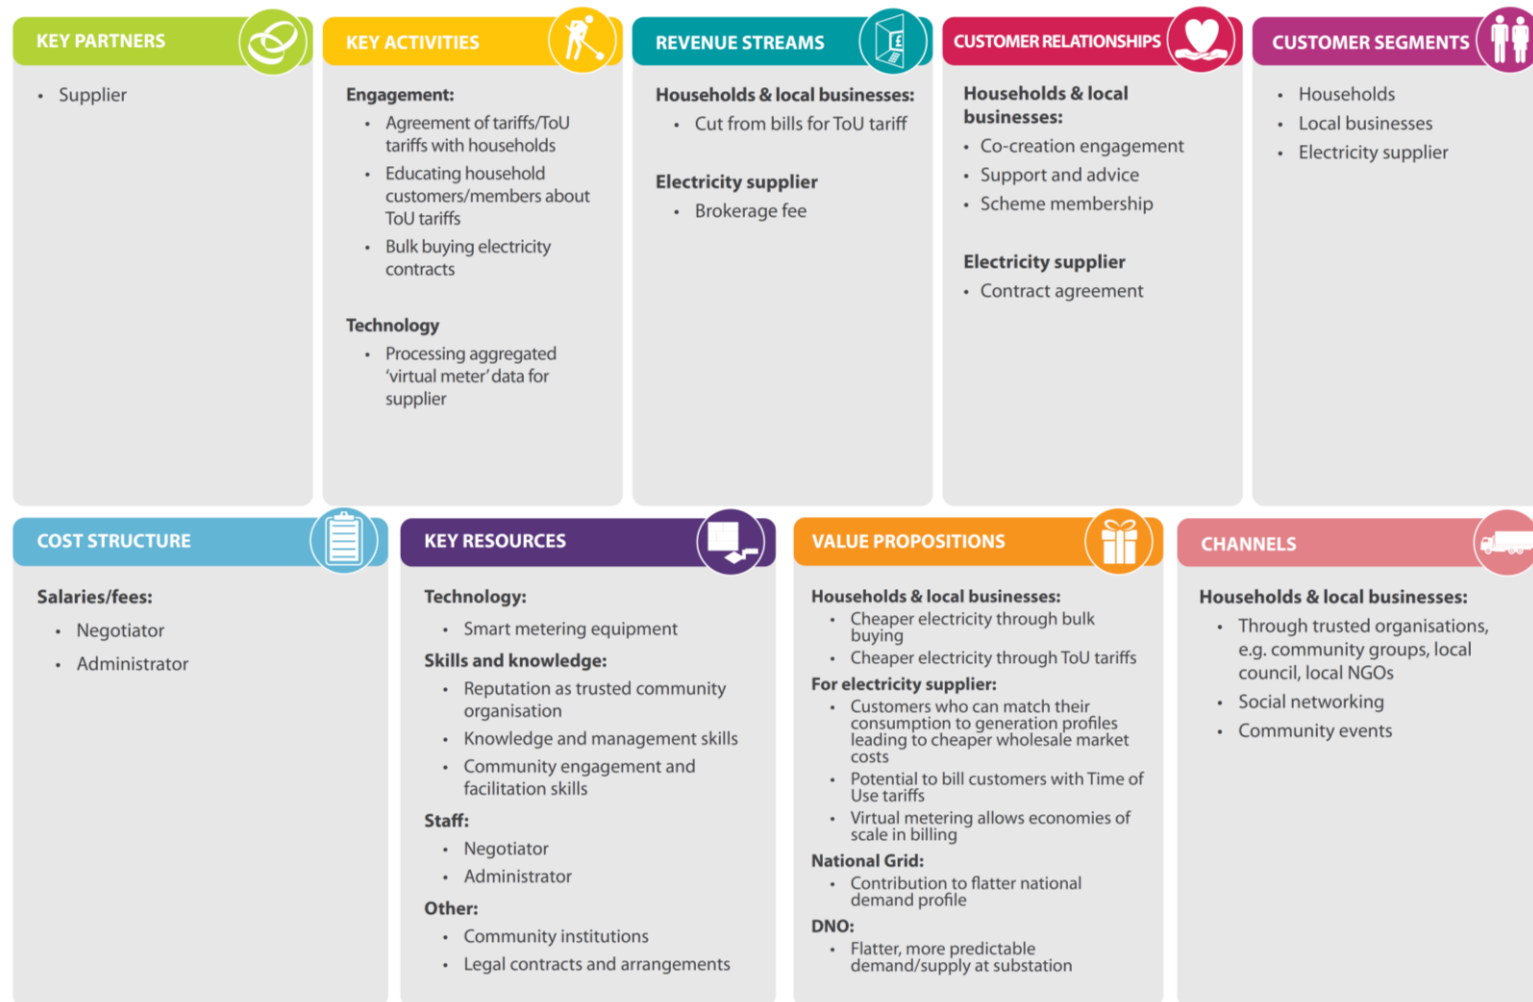 KEY PARTNERS
• Supplier
KEY ACTIVITIES
Engagement:
• Agreement of tariffs/ToU
tariffs with households
• Educating household
customers/members about
ToU tariffs
• Bulk buying electricity
contracts
Technology
• Processing aggregated
‘virtual meter’ data for
supplier
REVENUE STREAMS
£
Households & local businesses:
• Cut from bills for ToU tariff
Electricity supplier
• Brokerage fee
CUSTOMER RELATIONSHIPS
Households & local
businesses:
• Co-creation engagement
• Support and advice
• Scheme membership
Electricity supplier
• Contract agreement
CUSTOMER SEGMENTS
• Households
• Local businesses
• Electricity supplier
COST STRUCTURE
Salaries/fees:
• Negotiator
• Administrator
KEY RESOURCES
Technology:
• Smart metering equipment
Skills and knowledge:
• Reputation as trusted community
organisation
• Knowledge and management skills
• Community engagement and
facilitation skills
Staff:
• Negotiator
• Administrator
Other:
• Community institutions
• Legal contracts and arrangements
VALUE PROPOSITIONS
Households & local businesses:
• Cheaper electricity through bulk
buying
• Cheaper electricity through ToU tariffs
For electricity supplier:
• Customers who can match their
consumption to generation profiles
leading to cheaper wholesale market
costs
• Potential to bill customers with Time of
Use tariffs
• Virtual metering allows economies of
scale in billing
National Grid:
• Contribution to flatter national
demand profile
DNO:
• Flatter, more predictable
demand/supply at substation
CHANNELS
Households & local businesses:
• Through trusted organisations,
e.g. community groups, local
council, local NGOs
• Social networking
• Community events